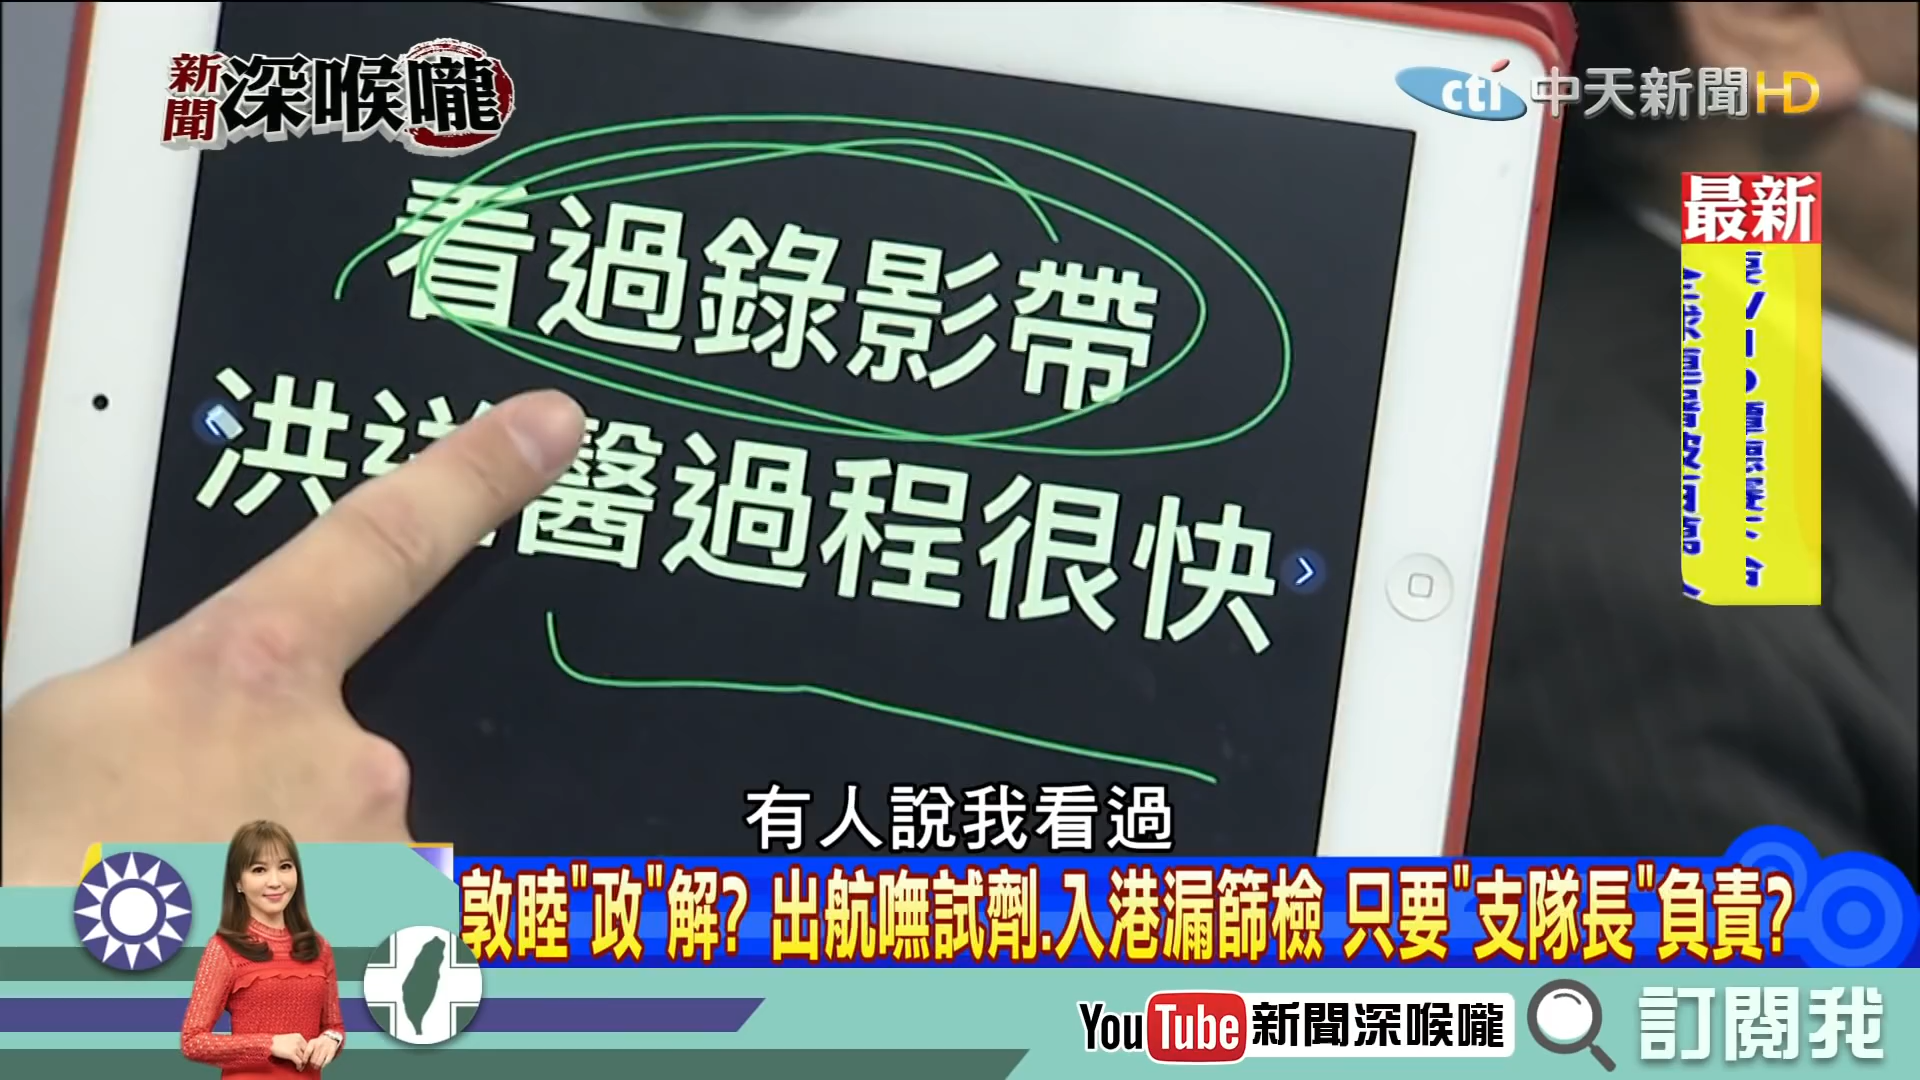 新聞深喉嚨
cti 中天新聞HD
最新
看過錄影帶
洪送醫過程很快
有人說我看過
敦睦"政"解? 出航嘸試劑.入港漏篩檢 只要"支隊長"負責?
YouTube 新聞深喉嚨 訂閱我